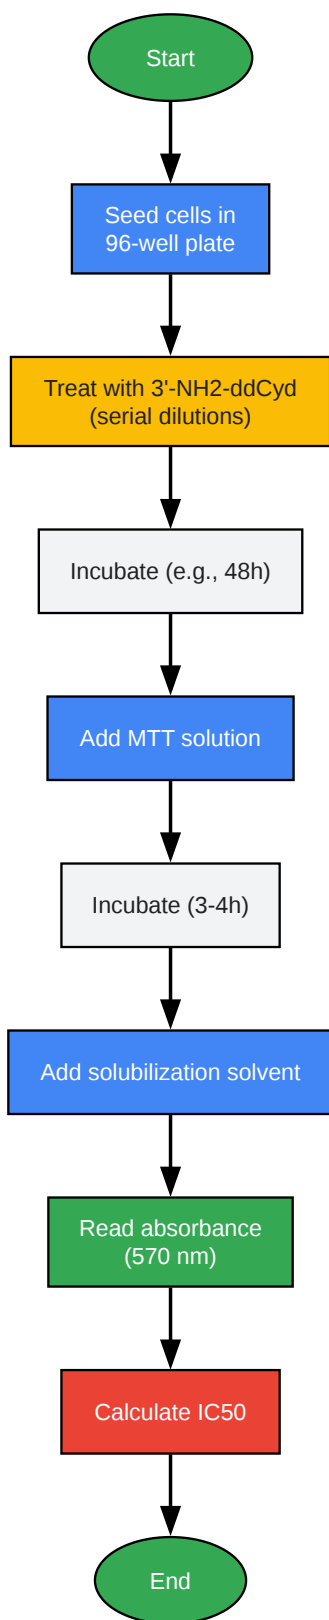 Start
Seed cells in
96-well plate
Treat with 3'-NH2-ddCyd
(serial dilutions)
Incubate (e.g., 48h)
Add MTT solution
Incubate (3-4h)
Add solubilization solvent
Read absorbance
(570 nm)
Calculate IC50
End